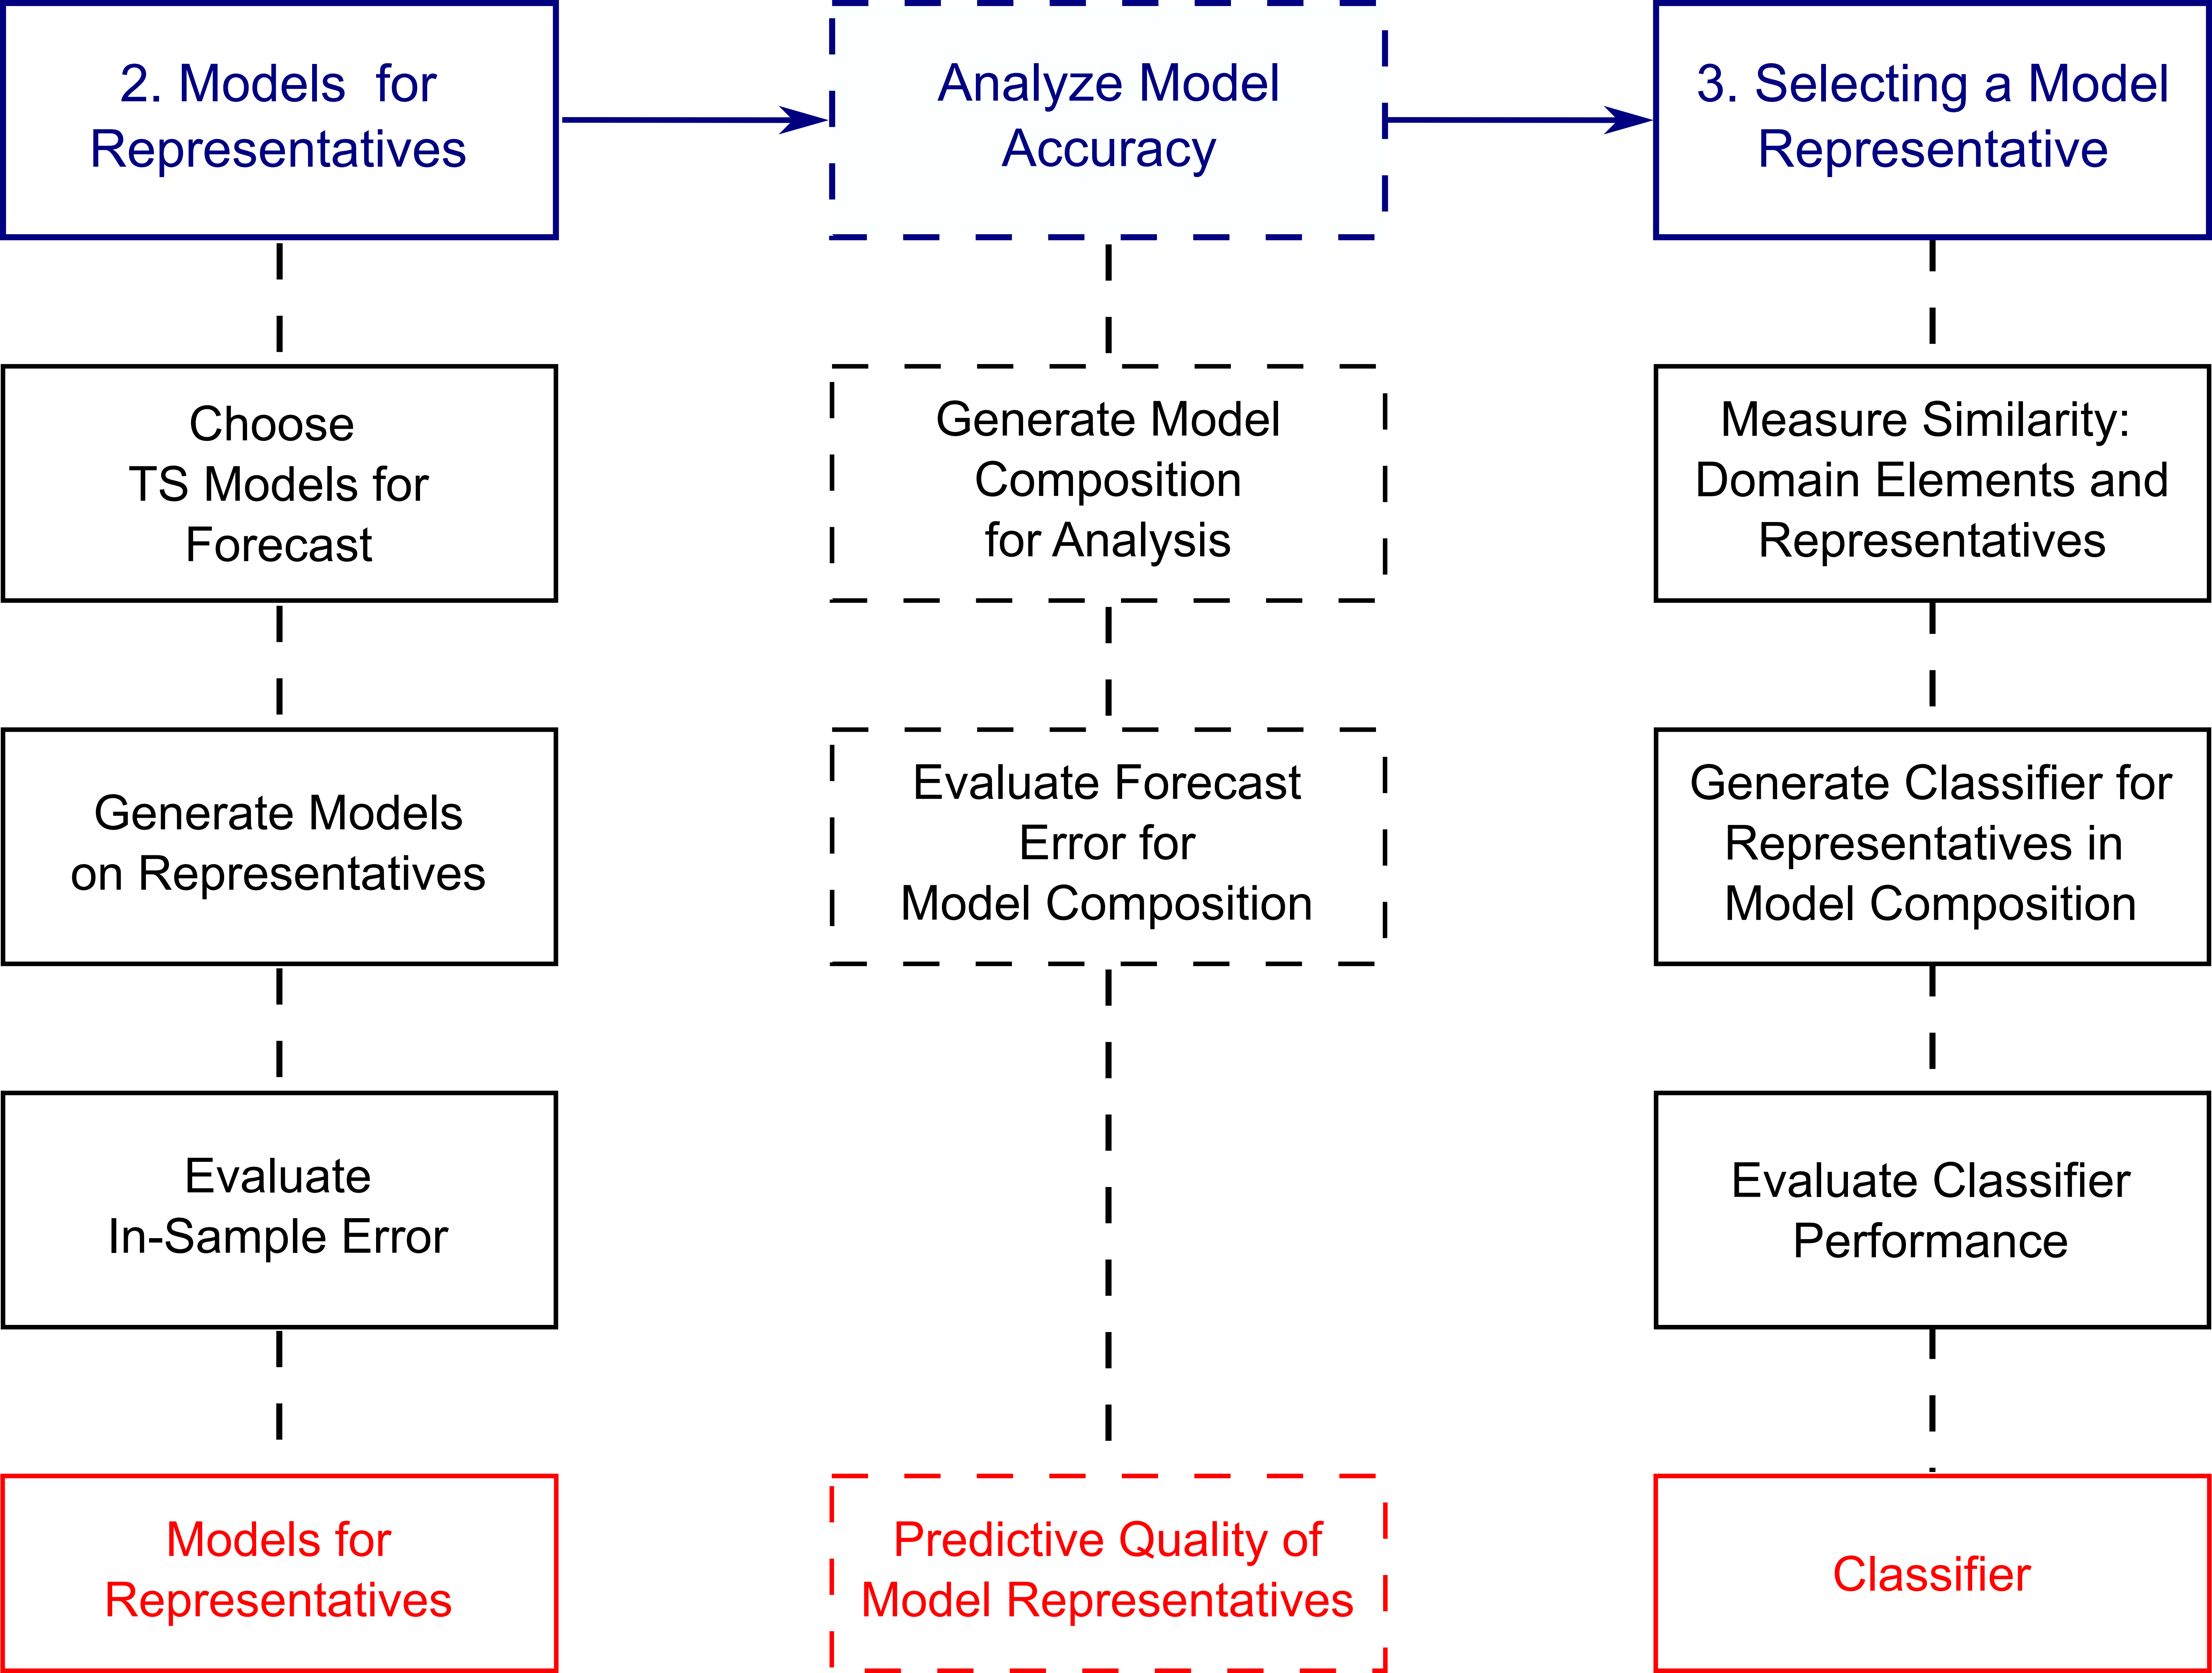 2. Models for
Representatives
Analyze Model
Accuracy
3. Selecting a Model
Representative
Choose
TS Models for
Forecast
Generate Model
Composition
for Analysis
Measure Similarity:
Domain Elements and
Representatives
Generate Models
on Representatives
Evaluate Forecast
Error for
Model Composition
Generate Classifier for
Representatives in
Model Composition
Evaluate
In-Sample Error
Evaluate Classifier
Performance
Models for
Representatives
Predictive Quality of
Model Representatives
Classifier